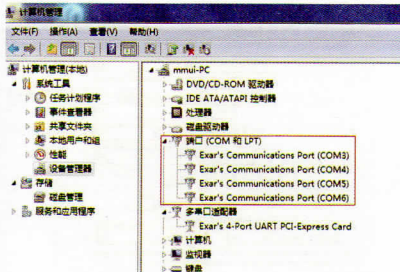 计算机管理
文件(F) 操作(A) 查看(V) 帮助(H)
计算机管理(本地)
系统工具
任务计划程序
事件查看器
共享文件夹
本地用户和组
性能
设备管理器
存储
磁盘管理
服务和应用程序
mmui-PC
DVD/CD-ROM 驱动器
IDE ATA/ATAPI 控制器
处理器
磁盘驱动器
端口 (COM 和 LPT)
Exar's Communications Port (COM3)
Exar's Communications Port (COM4)
Exar's Communications Port (COM5)
Exar's Communications Port (COM6)
多串口适配器
Exar's 4-Port UART PCI-Express Card
计算机
监视器
键盘